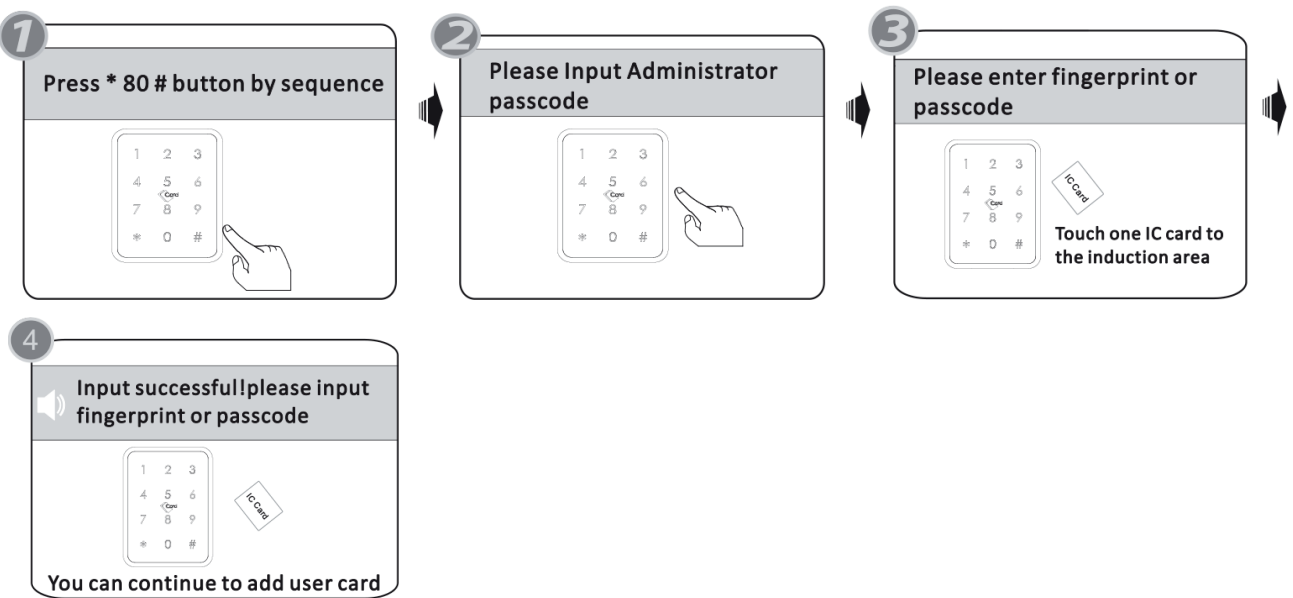 1
Press * 80 # button by sequence
1 2 3
4 5 6
Card
7 8 9
* 0 #
2
Please Input Administrator
passcode
1 2 3
4 5 6
Card
7 8 9
* 0 #
3
Please enter fingerprint or
passcode
1 2 3
4 5 6
Card
7 8 9
* 0 #
IC Card
Touch one IC card to
the induction area
4
Input successful!please input
fingerprint or passcode
1 2 3
4 5 6
Card
7 8 9
* 0 #
IC Card
You can continue to add user card